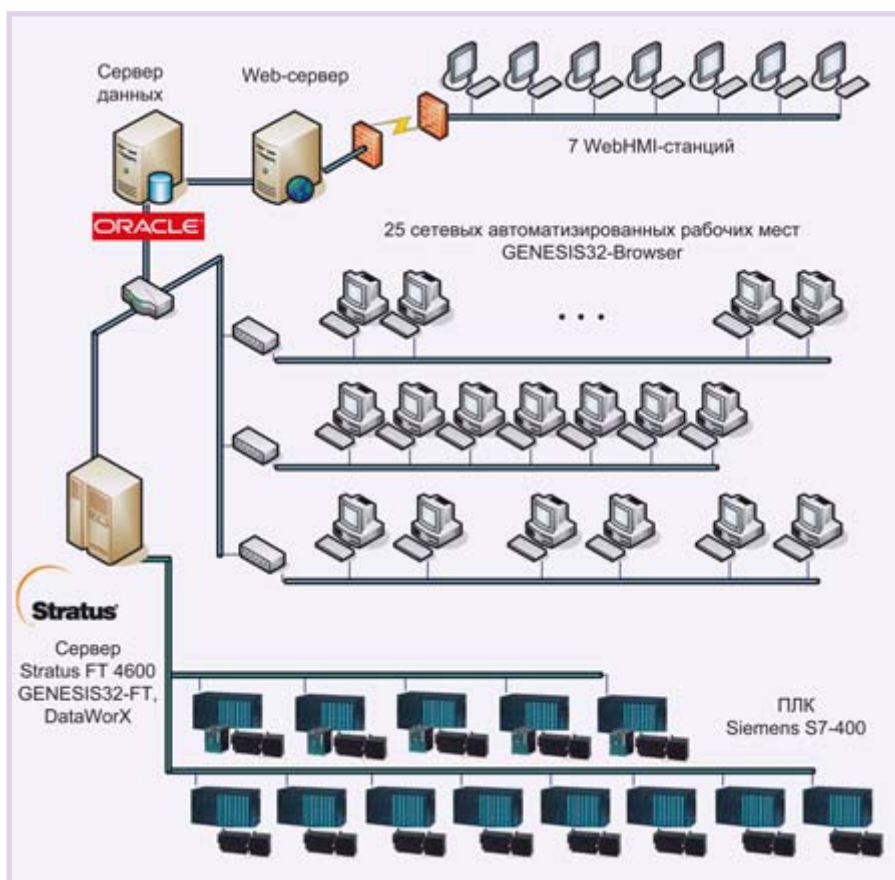 Сервер
данных
Web-сервер
7 WebHMI-станций
ORACLE
25 сетевых автоматизированных рабочих мест
GENESIS32-Browser
. . .
Stratus
Сервер
Stratus FT 4600
GENESIS32-FT,
DataWorX
ПЛК
Siemens S7-400